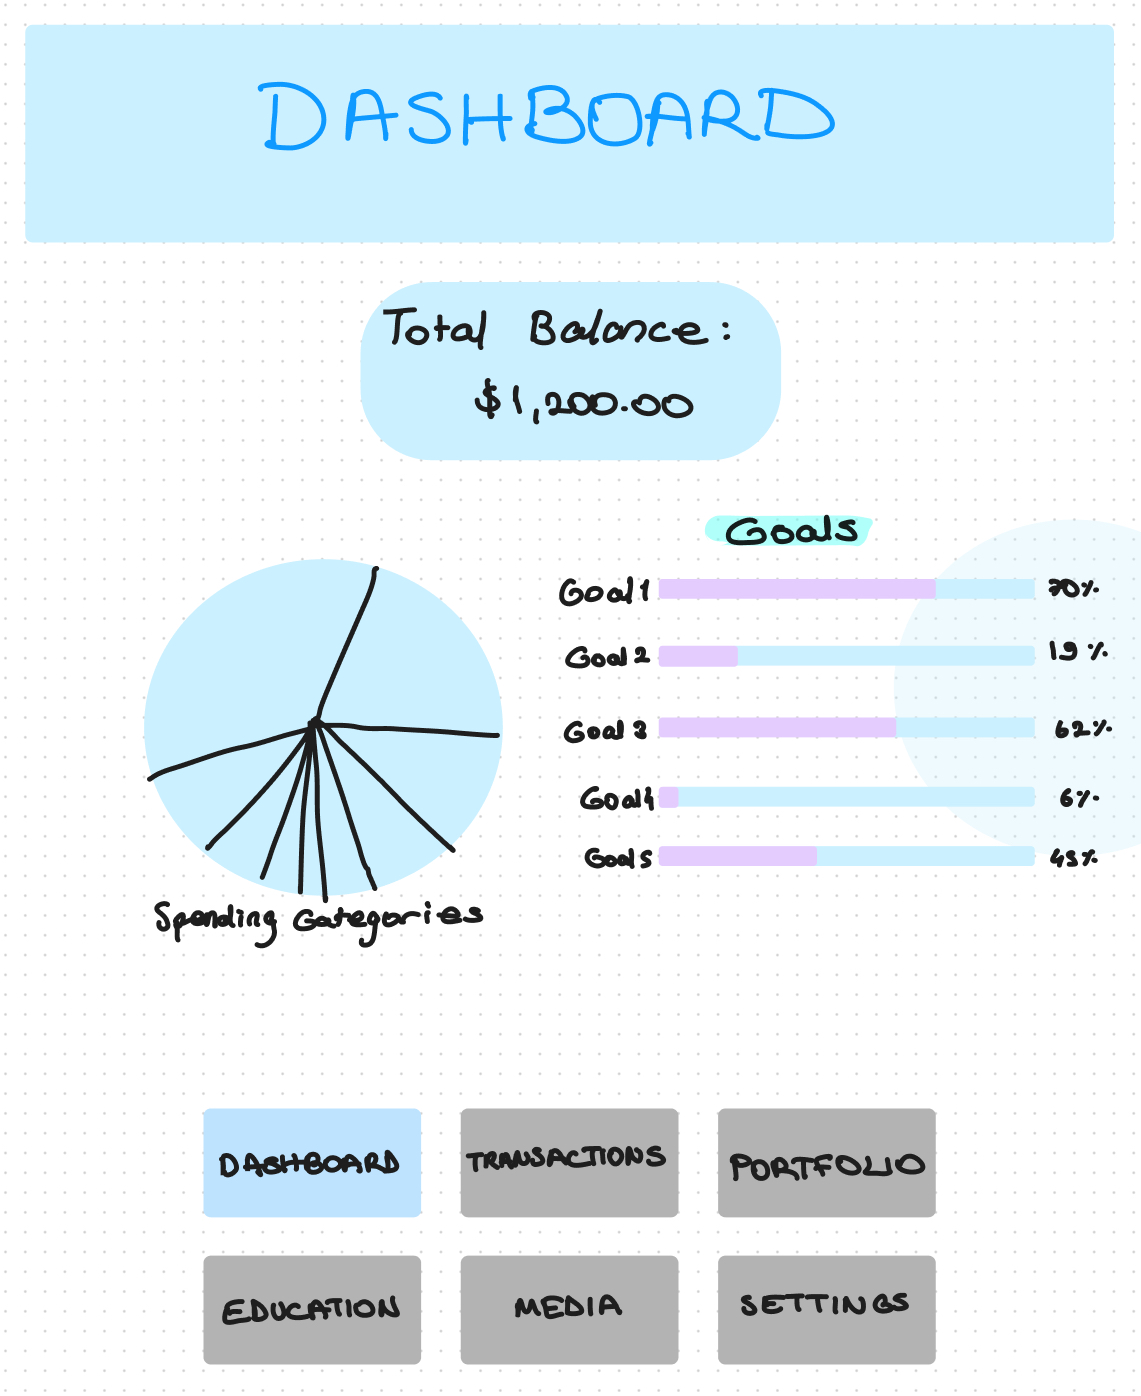 DASHBOARD
Total Balance:
$1,200.00
Goals
Goal 1 70%
Goal 2 19%
Goal 3 62%
Goal 4 6%
Goal 5 45%
Spending Categories
DASHBOARD TRANSACTIONS PORTFOLIO
EDUCATION MEDIA SETTINGS